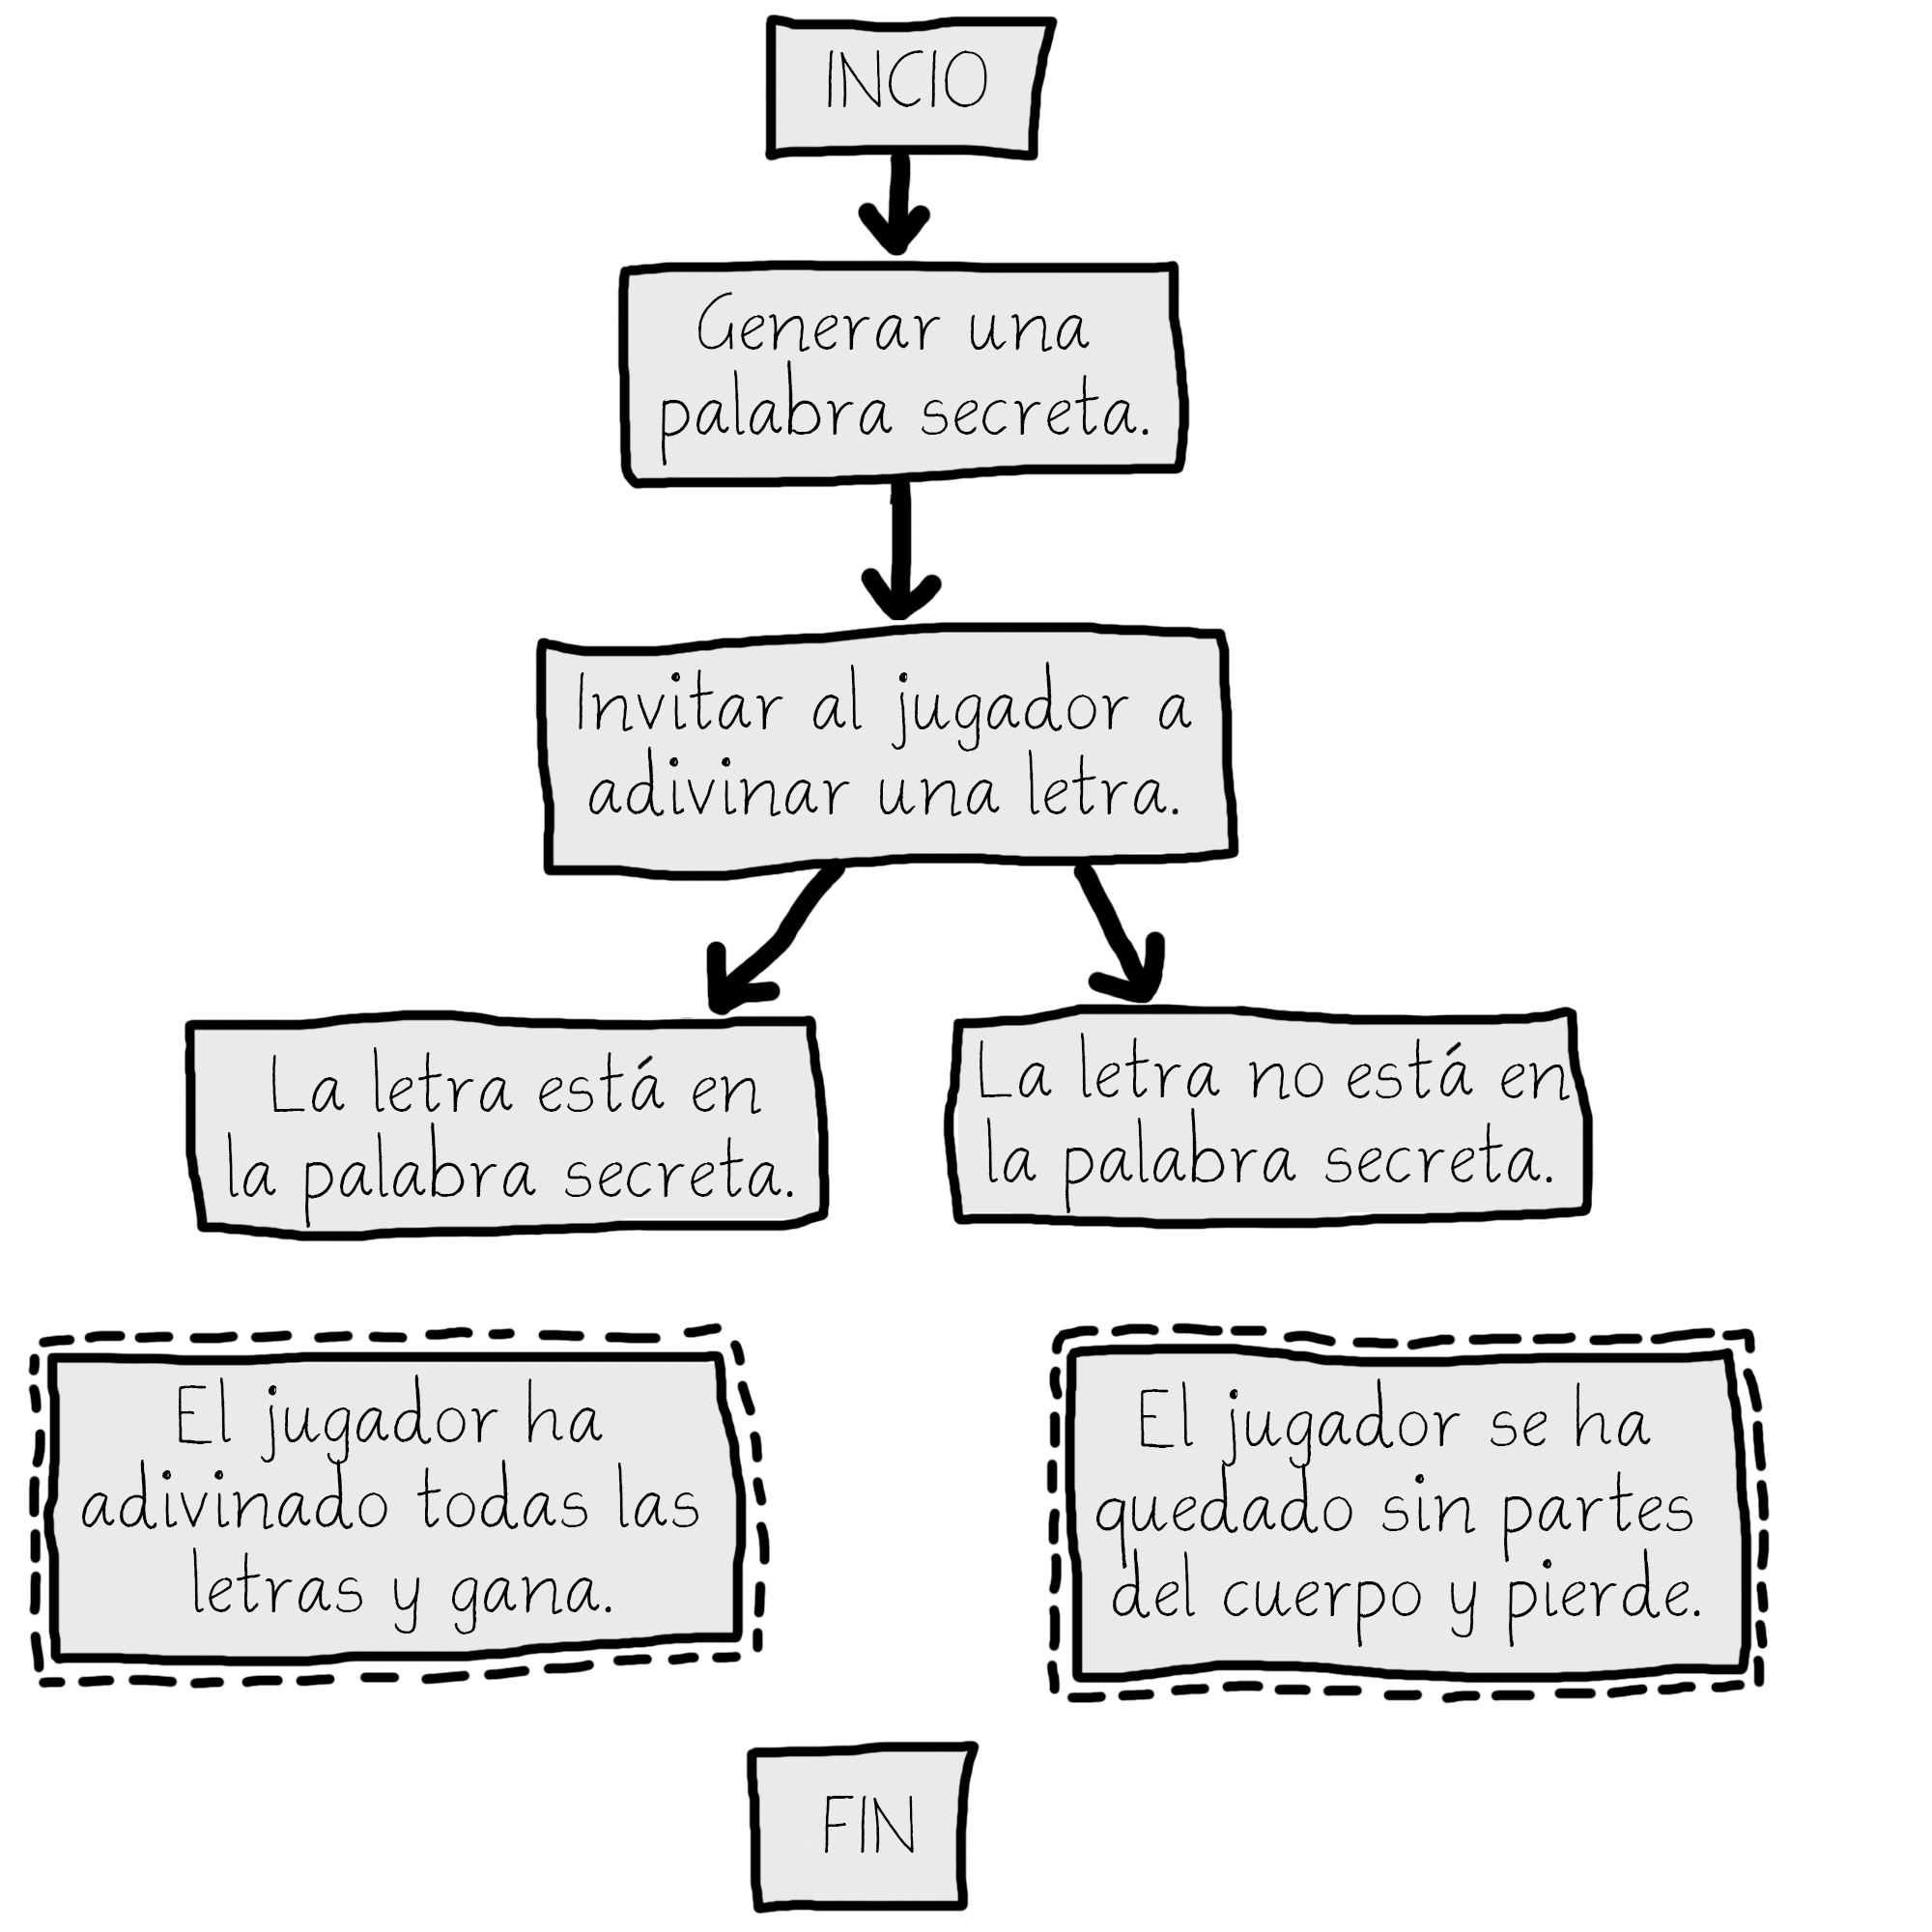 INCIO
Generar una
palabra secreta.
Invitar al jugador a
adivinar una letra.
La letra está en
la palabra secreta.
La letra no está en
la palabra secreta.
El jugador ha
adivinado todas las
letras y gana.
El jugador se ha
quedado sin partes
del cuerpo y pierde.
FIN